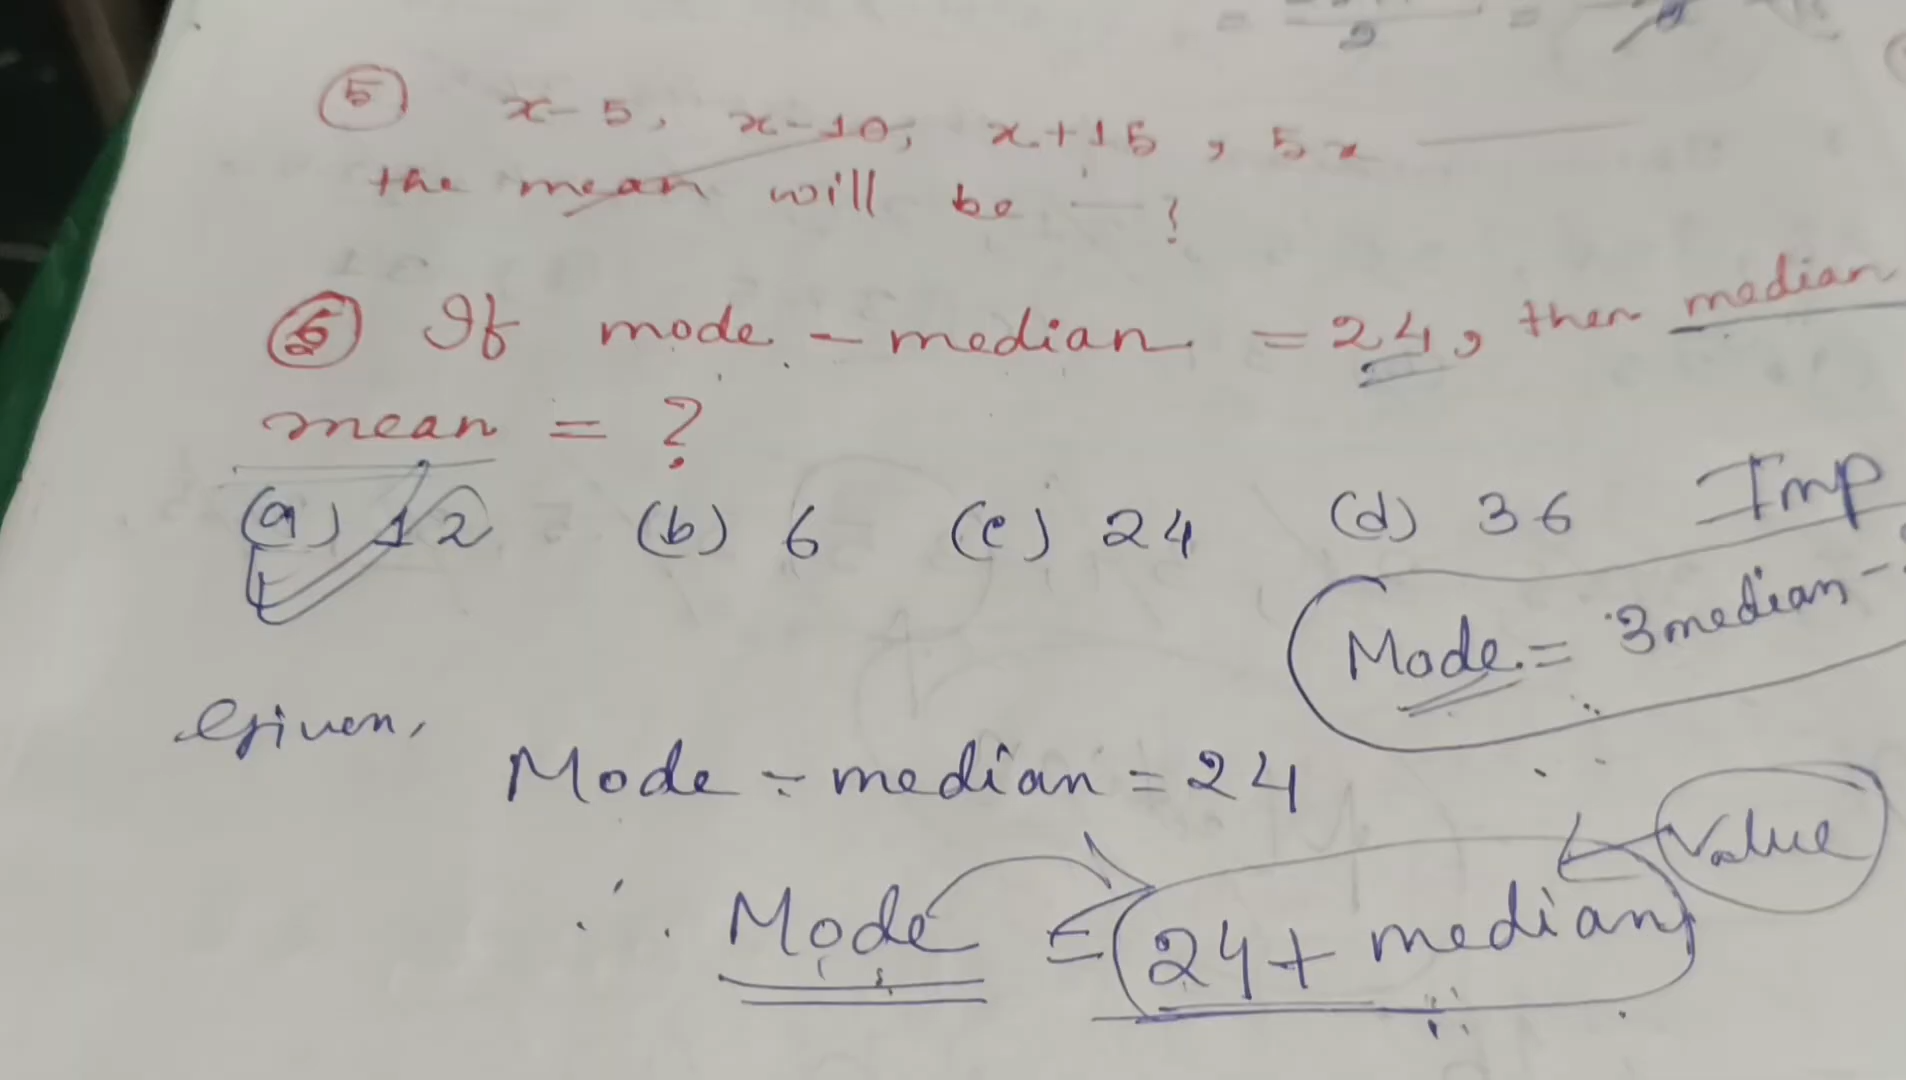 = 2 =
⑤ x-5, x-10, x+15, 5x
the mean will be — ?
If mode - median = 24, then median
mean = ?
(a) 12 (b) 6 (c) 24 (d) 36 Imp
Mode = 3median -
Given,
Mode - median = 24
Value
∴ Mode = 24 + median